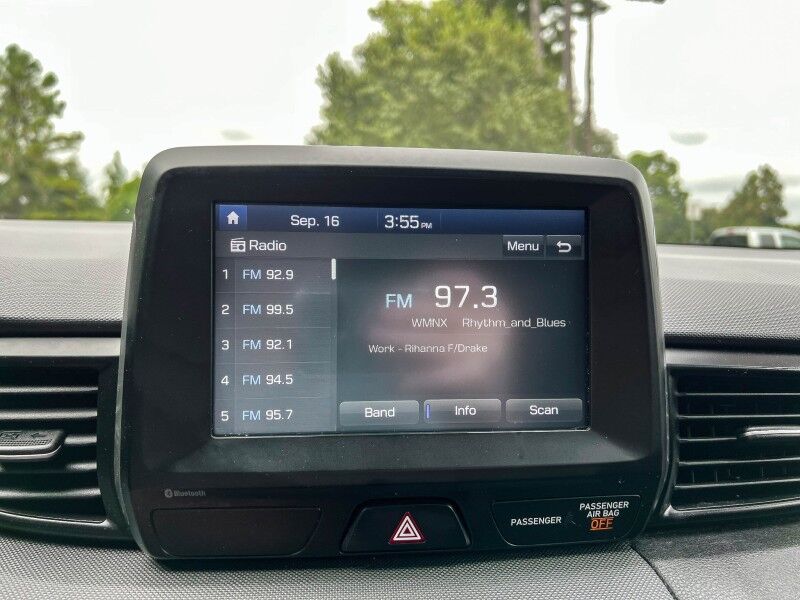 Sep. 16 3:55 PM
Radio Menu
1 FM 92.9
2 FM 99.5
3 FM 92.1
4 FM 94.5
5 FM 95.7
FM 97.3
WMNX Rhythm_and_Blues
Work - Rihanna F/Drake
Band Info Scan
Bluetooth
PASSENGER
PASSENGER
AIR BAG
OFF